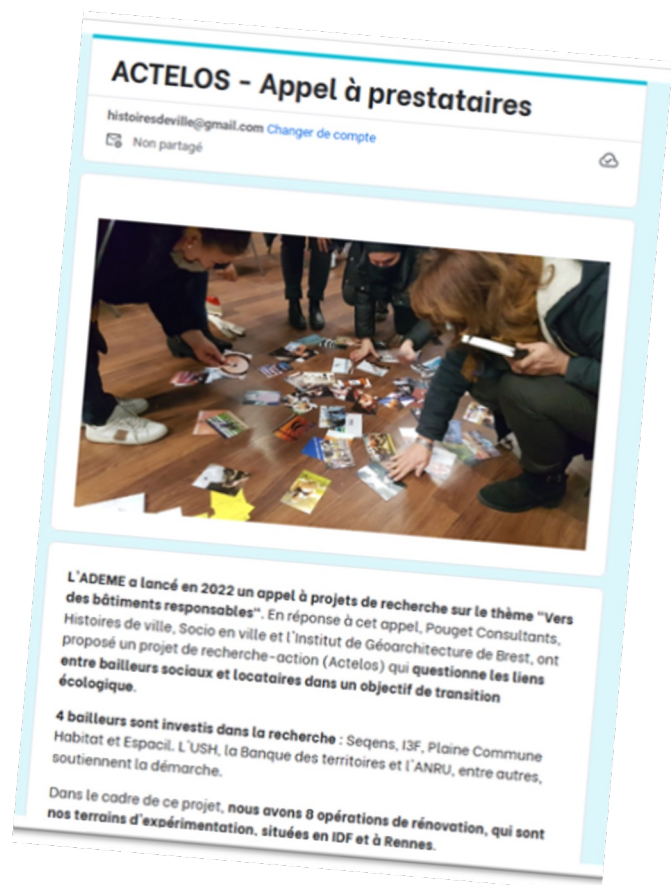 ACTELOS - Appel à prestataires
histoiresdeville@gmail.com Changer de compte
Non partagé
L'ADEME a lancé en 2022 un appel à projets de recherche sur le thème "Vers
des bâtiments responsables". En réponse à cet appel, Pouget Consultants,
Histoires de ville, Socio en ville et l'Institut de Géoarchitecture de Brest, ont
proposé un projet de recherche-action (Actelos) qui questionne les liens
entre bailleurs sociaux et locataires dans un objectif de transition
écologique.
4 bailleurs sont investis dans la recherche : Seqens, I3F, Plaine Commune
Habitat et Espacil. L'USH, la Banque des territoires et l'ANRU, entre autres,
soutiennent la démarche.
Dans le cadre de ce projet, nous avons 8 opérations de rénovation, qui sont
nos terrains d'expérimentation, situées en IDF et à Rennes.